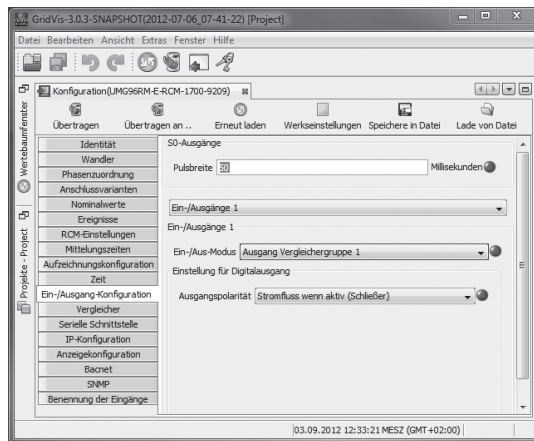 GridVis-3.0.3-SNAPSHOT(2012-07-06_07-41-22) [Project]
Datei Bearbeiten Ansicht Extras Fenster Hilfe
Konfiguration(UMG96RM-E-RCM-1700-9209)
Übertragen Übertragen an .. Erneut laden Werkseinstellungen Speichere in Datei Lade von Datei
Wertebaumfenster
Projekte - Project
Identität
Wandler
Phasenzuordnung
Anschlussvarianten
Nominalwerte
Ereignisse
RCM-Einstellungen
Mittelungszeiten
Aufzeichnungskonfiguration
Zeit
Ein-/Ausgang-Konfiguration
Vergleicher
Serielle Schnittstelle
IP-Konfiguration
Anzeigekonfiguration
Bacnet
SNMP
Benennung der Eingänge
S0-Ausgänge
Pulsbreite 50 Millisekunden
Ein-/Ausgänge 1
Ein-/Ausgänge 1
Ein-/Aus-Modus Ausgang Vergleichergruppe 1
Einstellung für Digitalausgang
Ausgangspolarität Stromfluss wenn aktiv (Schließer)
03.09.2012 12:33:21 MESZ (GMT+02:00)